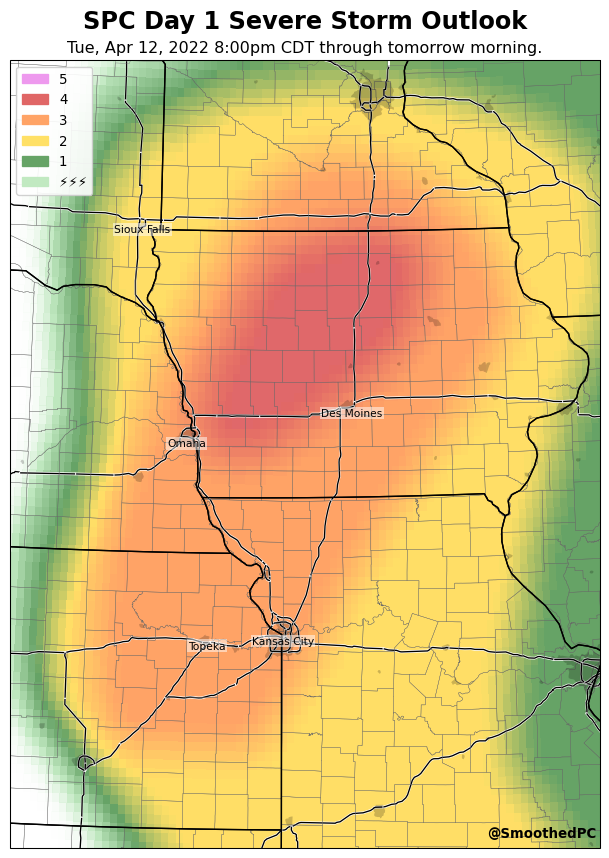 SPC Day 1 Severe Storm Outlook
Tue, Apr 12, 2022 8:00pm CDT through tomorrow morning.
5
4
3
2
1
⚡⚡⚡
Sioux Falls
Des Moines
Omaha
Kansas City
Topeka
@SmoothedPC